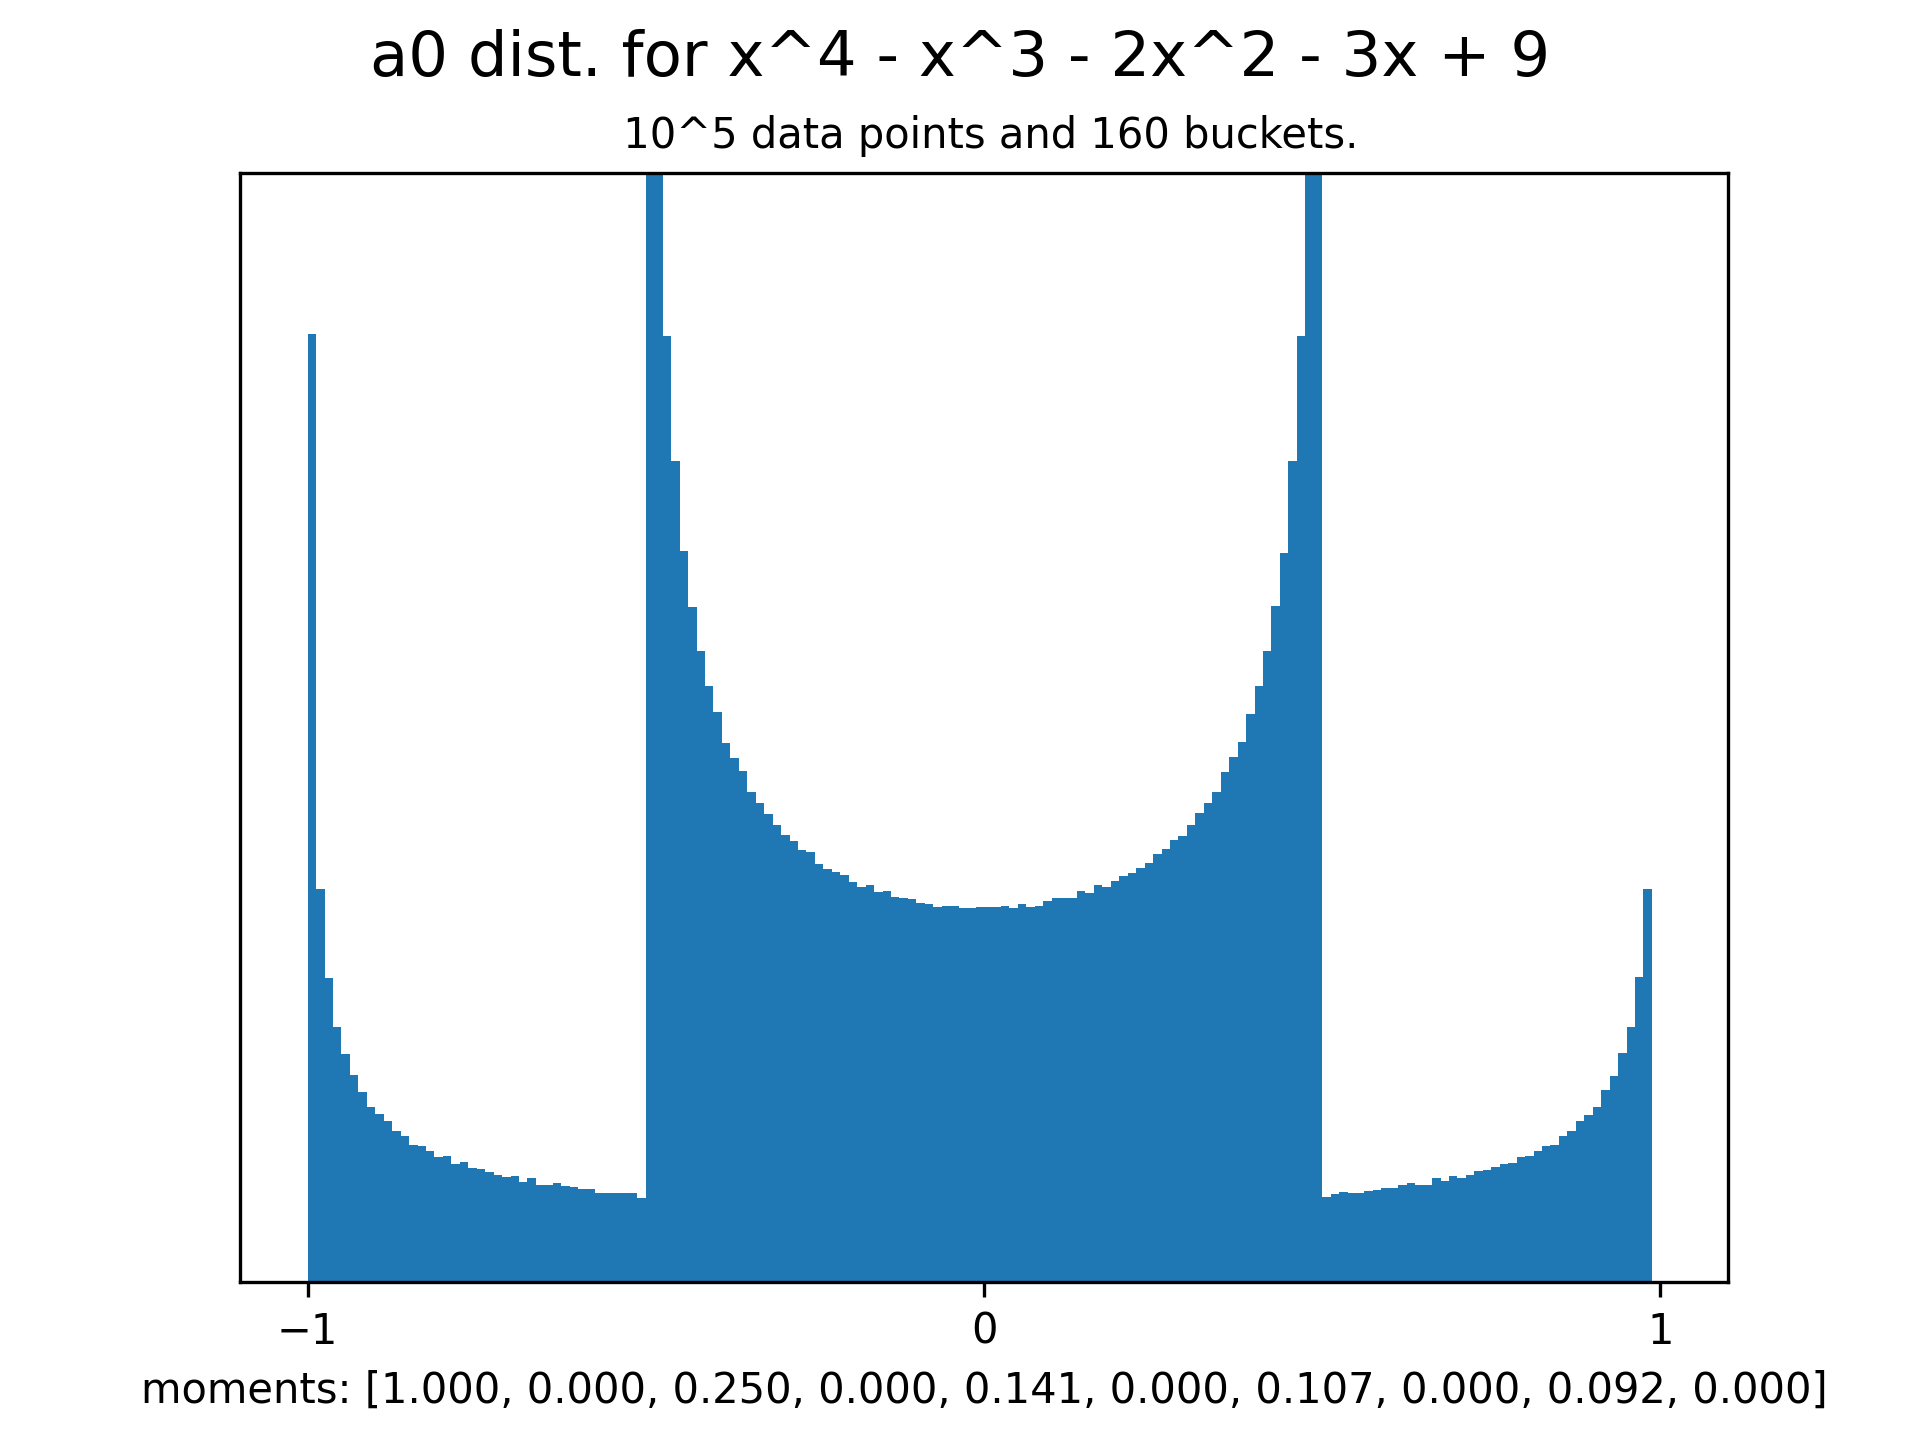 a0 dist. for x^4 - x^3 - 2x^2 - 3x + 9
10^5 data points and 160 buckets.
−1 0 1
moments: [1.000, 0.000, 0.250, 0.000, 0.141, 0.000, 0.107, 0.000, 0.092, 0.000]